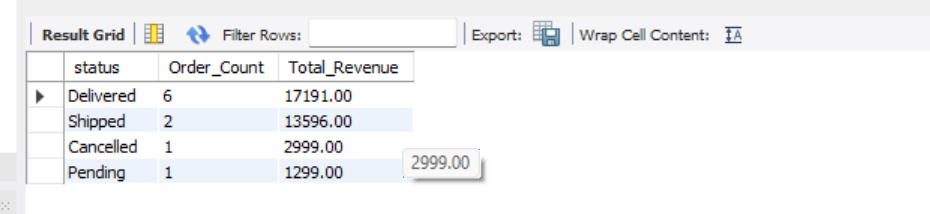 Result Grid Filter Rows: Export: Wrap Cell Content: IA
status Order_Count Total_Revenue
Delivered 6 17191.00
Shipped 2 13596.00
Cancelled 1 2999.00
2999.00
Pending 1 1299.00